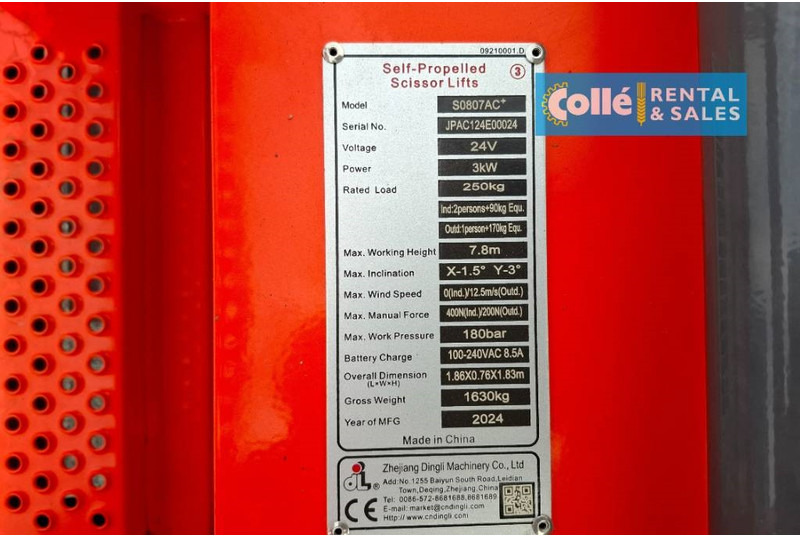 09210001.D
Self-Propelled
Scissor Lifts
3
Model S0807AC+
Serial No. JPAC124E00024
Voltage 24V
Power 3kW
Rated Load 250kg
Ind:2persons+90kg Equ.
Outd:1person+170kg Equ.
Max. Working Height 7.8m
Max. Inclination X-1.5° Y-3°
Max. Wind Speed 0(Ind.)/12.5m/s(Outd.)
Max. Manual Force 400N(Ind.)/200N(Outd.)
Max. Work Pressure 180bar
Battery Charge 100-240VAC 8.5A
Overall Dimension 1.86X0.76X1.83m
(L×W×H)
Gross Weight 1630kg
Year of MFG 2024
Made in China
Zhejiang Dingli Machinery Co., Ltd
Add:No.1255 Baiyun South Road,Leidian
Town,Deqing,Zhejiang,China
Tel: 0086-572-8681688,8681689
E-mail: market@cndingli.com
Http://www.cndingli.com
CE
Collé RENTAL
& SALES